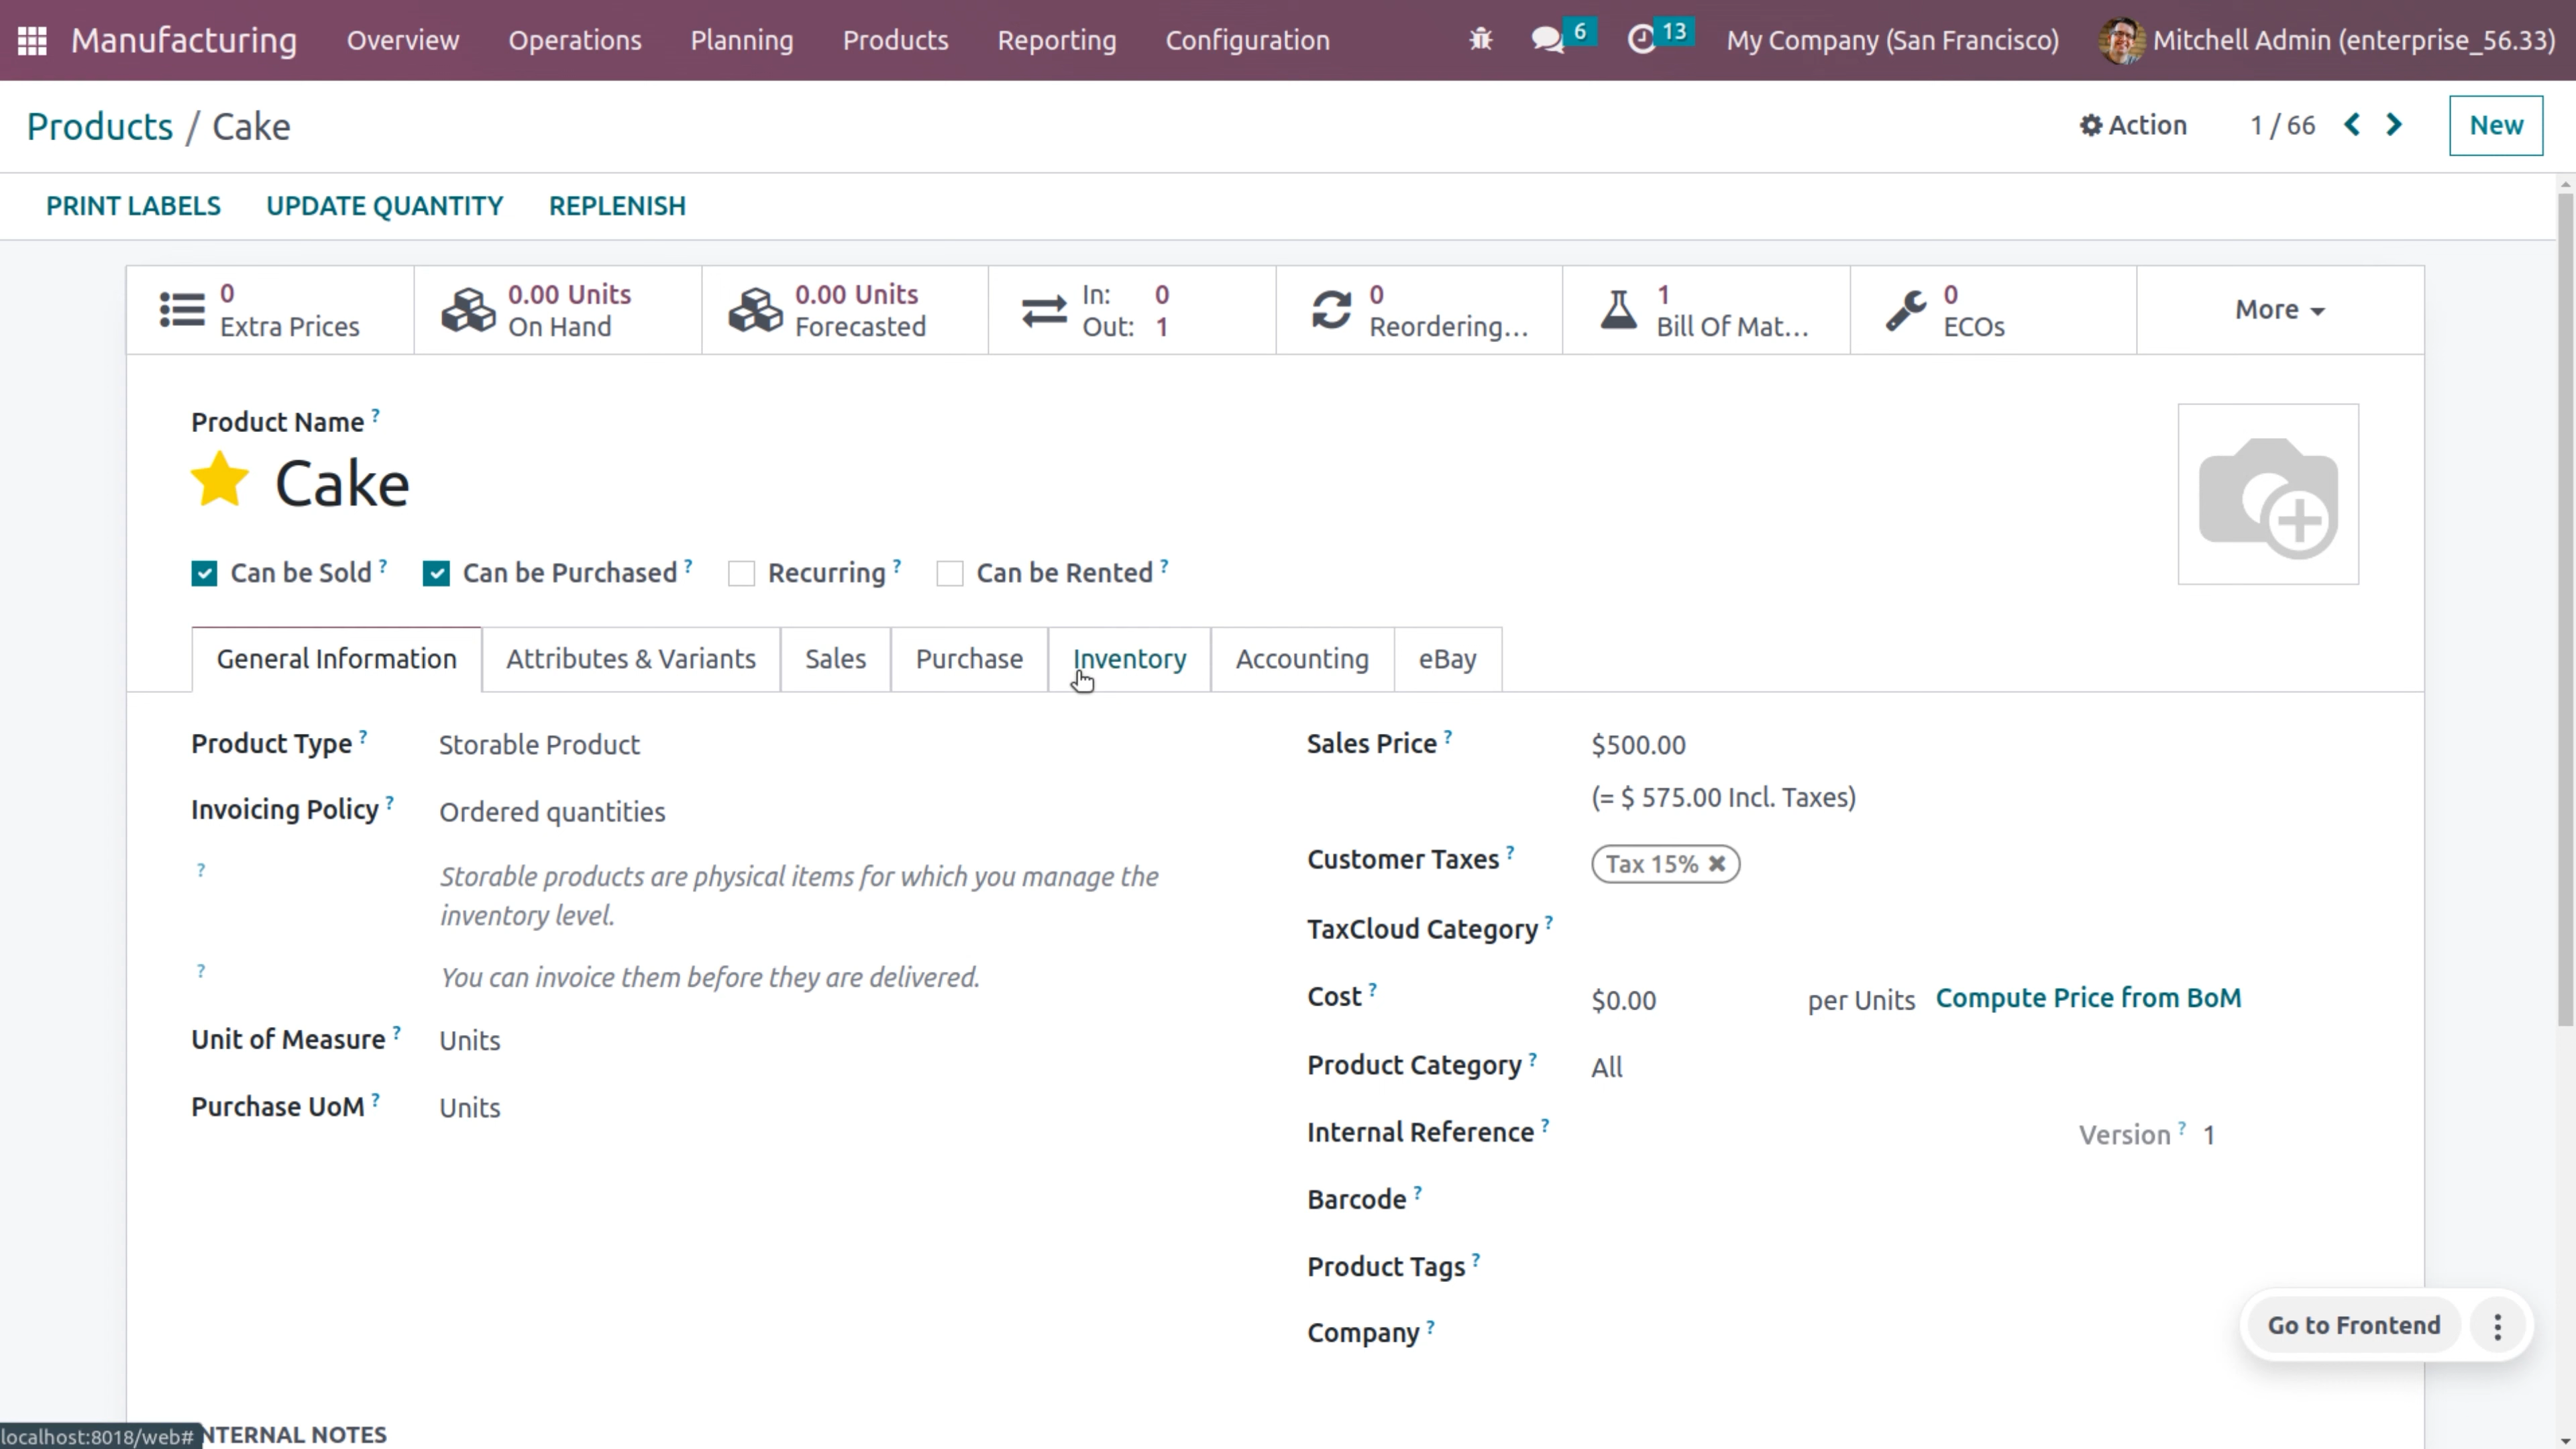 Manufacturing Overview Operations Planning Products Reporting Configuration 6 13 My Company (San Francisco) Mitchell Admin (enterprise_56.33)
Products / Cake Action 1 / 66 New
PRINT LABELS UPDATE QUANTITY REPLENISH
0 Extra Prices
0.00 Units On Hand
0.00 Units Forecasted
In: 0
Out: 1
0 Reordering...
1 Bill Of Mat...
0 ECOs
More
Product Name ?
Cake
Can be Sold ? Can be Purchased ? Recurring ? Can be Rented ?
General Information Attributes & Variants Sales Purchase Inventory Accounting eBay
Product Type ? Storable Product
Invoicing Policy ? Ordered quantities
? Storable products are physical items for which you manage the
inventory level.
? You can invoice them before they are delivered.
Unit of Measure ? Units
Purchase UoM ? Units
Sales Price ? $500.00
(= $ 575.00 Incl. Taxes)
Customer Taxes ? Tax 15% ✖
TaxCloud Category ?
Cost ? $0.00 per Units Compute Price from BoM
Product Category ? All
Internal Reference ? Version ? 1
Barcode ?
Product Tags ?
Company ?
Go to Frontend
localhost:8018/web# NTERNAL NOTES